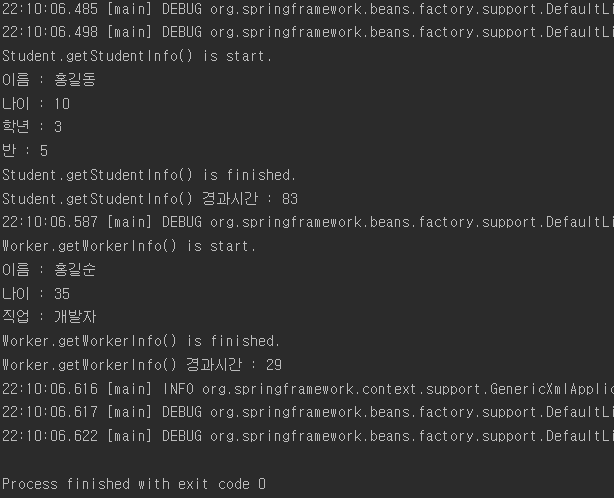 22:10:06.485 [main] DEBUG org.springframework.beans.factory.support.DefaultLi
22:10:06.498 [main] DEBUG org.springframework.beans.factory.support.DefaultLi
Student.getStudentInfo() is start.
이름 : 홍길동
나이 : 10
학년 : 3
반 : 5
Student.getStudentInfo() is finished.
Student.getStudentInfo() 경과시간 : 83
22:10:06.587 [main] DEBUG org.springframework.beans.factory.support.DefaultLi
Worker.getWorkerInfo() is start.
이름 : 홍길순
나이 : 35
직업 : 개발자
Worker.getWorkerInfo() is finished.
Worker.getWorkerInfo() 경과시간 : 29
22:10:06.616 [main] INFO org.springframework.context.support.GenericXmlApplic
22:10:06.617 [main] DEBUG org.springframework.beans.factory.support.DefaultLi
22:10:06.622 [main] DEBUG org.springframework.beans.factory.support.DefaultLi
Process finished with exit code 0